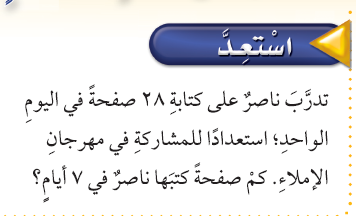 اسْتَعِدَّ
تدرَّبَ ناصرٌ على كتابةِ ٢٨ صفحةً في اليومِ
الواحدِ؛ استعدادًا للمشاركةِ في مهرجانِ
الإملاءِ. كمْ صفحةً كتبَها ناصرٌ في ٧ أيامٍ؟